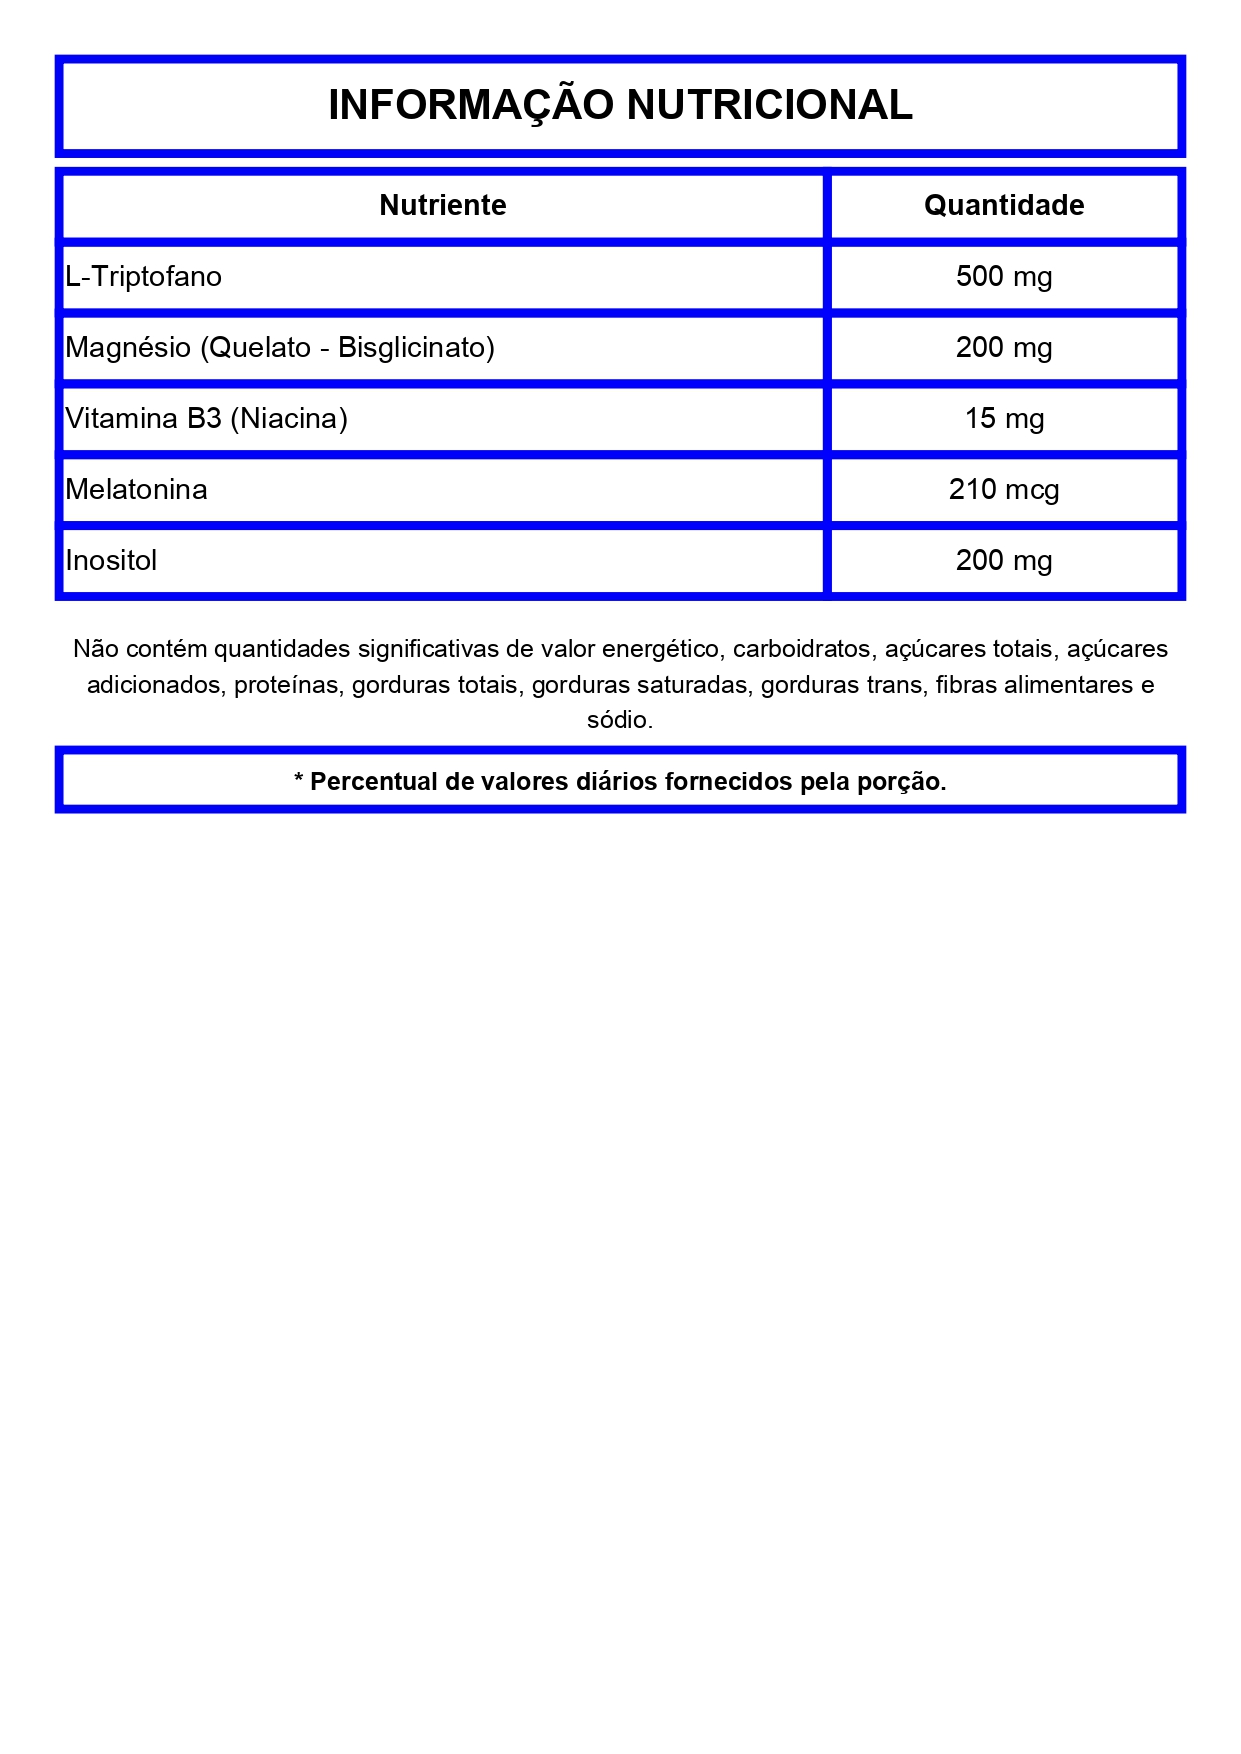 INFORMAÇÃO NUTRICIONAL
Nutriente Quantidade
L-Triptofano 500 mg
Magnésio (Quelato - Bisglicinato) 200 mg
Vitamina B3 (Niacina) 15 mg
Melatonina 210 mcg
Inositol 200 mg
Não contém quantidades significativas de valor energético, carboidratos, açúcares totais, açúcares
adicionados, proteínas, gorduras totais, gorduras saturadas, gorduras trans, fibras alimentares e
sódio.
* Percentual de valores diários fornecidos pela porção.